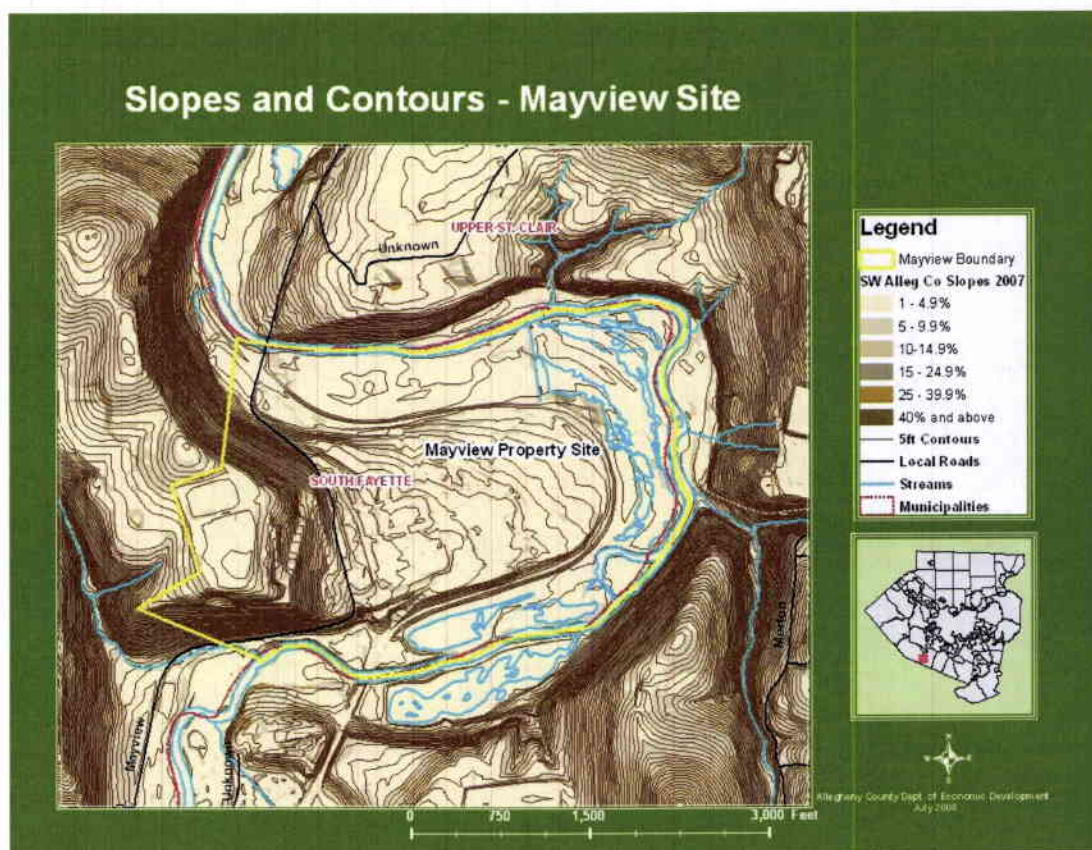 Slopes and Contours - Mayview Site
UPPER ST. CLAIR
Unknown
Mayview Property Site
SOUTH FAYETTE
Morton
Mayview
Unknown
0 750 1,500 3,000 Feet
Legend
Mayview Boundary
SW Alleg Co Slopes 2007
1 - 4.9%
5 - 9.9%
10-14.9%
15 - 24.9%
25 - 39.9%
40% and above
5ft Contours
Local Roads
Streams
Municipalities
N
Allegheny County Dept. of Economic Development
July 2008